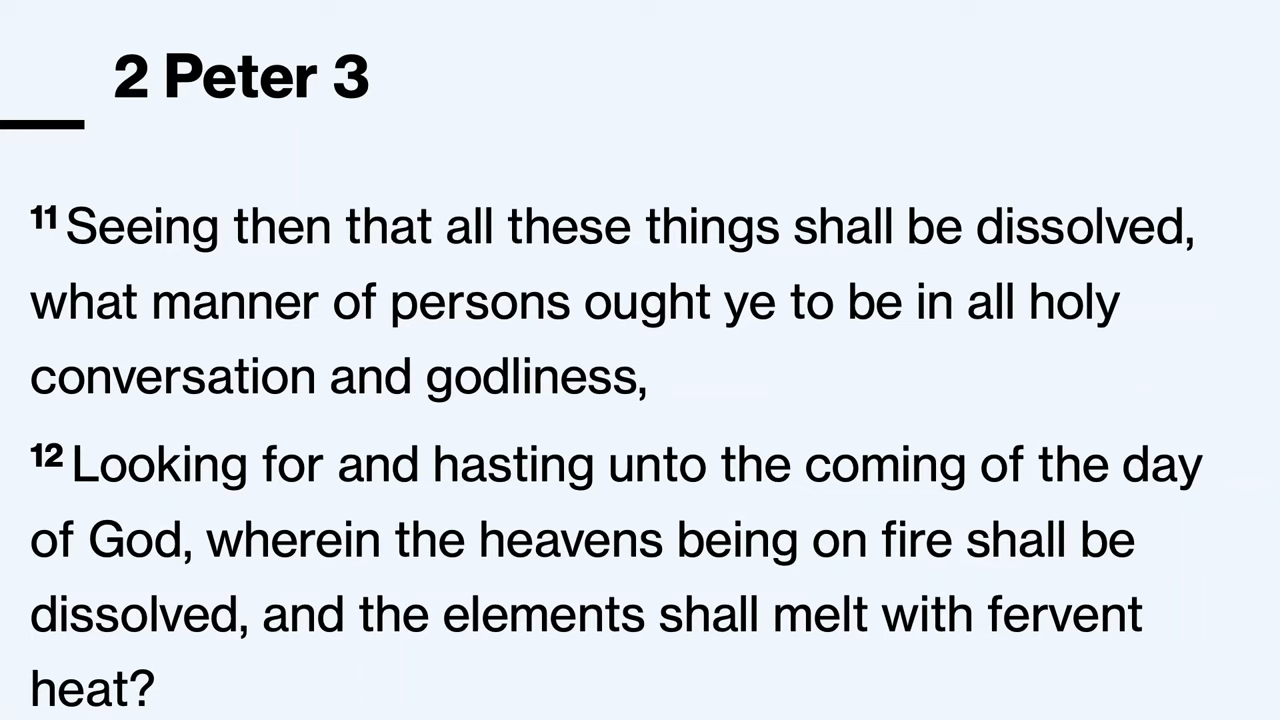 2 Peter 3
11 Seeing then that all these things shall be dissolved,
what manner of persons ought ye to be in all holy
conversation and godliness,
12 Looking for and hasting unto the coming of the day
of God, wherein the heavens being on fire shall be
dissolved, and the elements shall melt with fervent
heat?